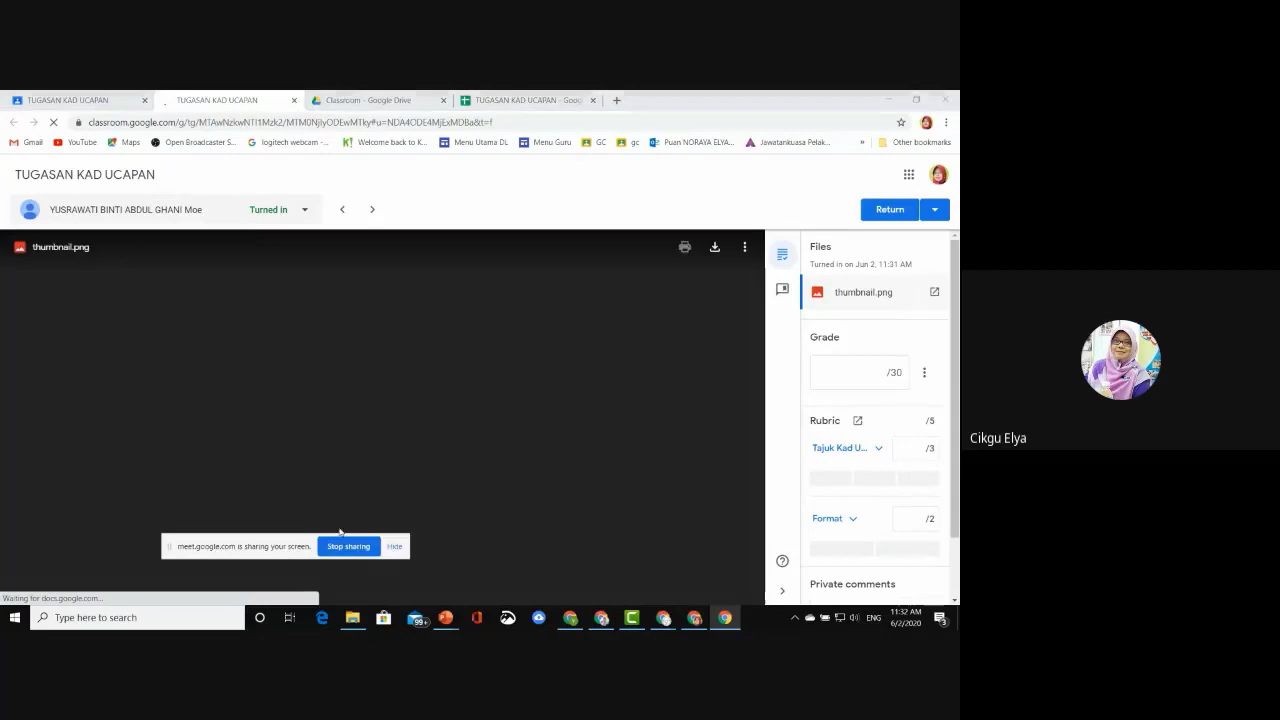 TUGASAN KAD UCAPAN
TUGASAN KAD UCAPAN
Classroom - Google Drive
TUGASAN KAD UCAPAN - Goog
classroom.google.com/g/tg/
Gmail
YouTube
Maps
Open Broadcaster S...
logitech webcam -...
Welcome back to K...
Menu Utama DL
Menu Guru
GC
gc
Puan NORAYA ELYA...
Jawatankuasa Pelak...
»
Other bookmarks
TUGASAN KAD UCAPAN
YUSRAWATI BINTI ABDUL GHANI Moe
Turned in
Return
thumbnail.png
Files
Turned in on Jun 2, 11:31 AM
thumbnail.png
Grade
/30
Rubric
/5
Tajuk Kad U...
/3
Format
/2
Private comments
meet.google.com is sharing your screen.
Stop sharing
Hide
Waiting for docs.google.com...
Type here to search
99+
ENG
11:32 AM
6/2/2020
3
Cikgu Elya